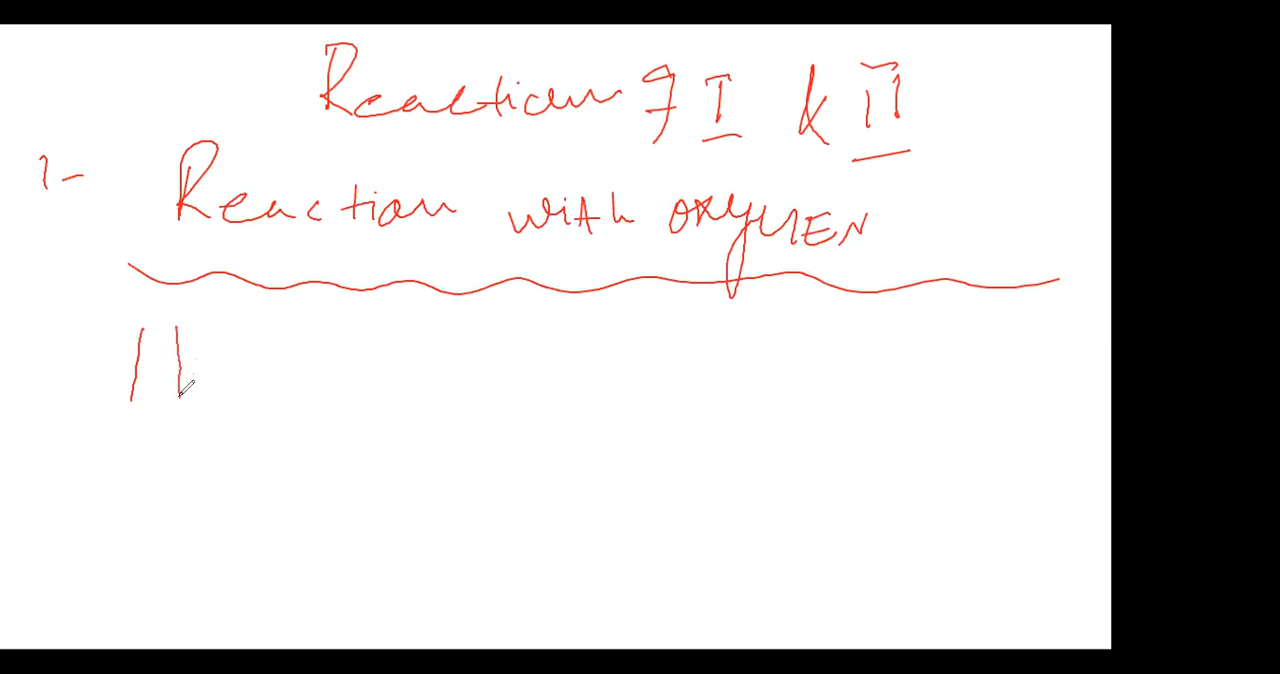 Reaction of I & II
1- Reaction with oxyGEN